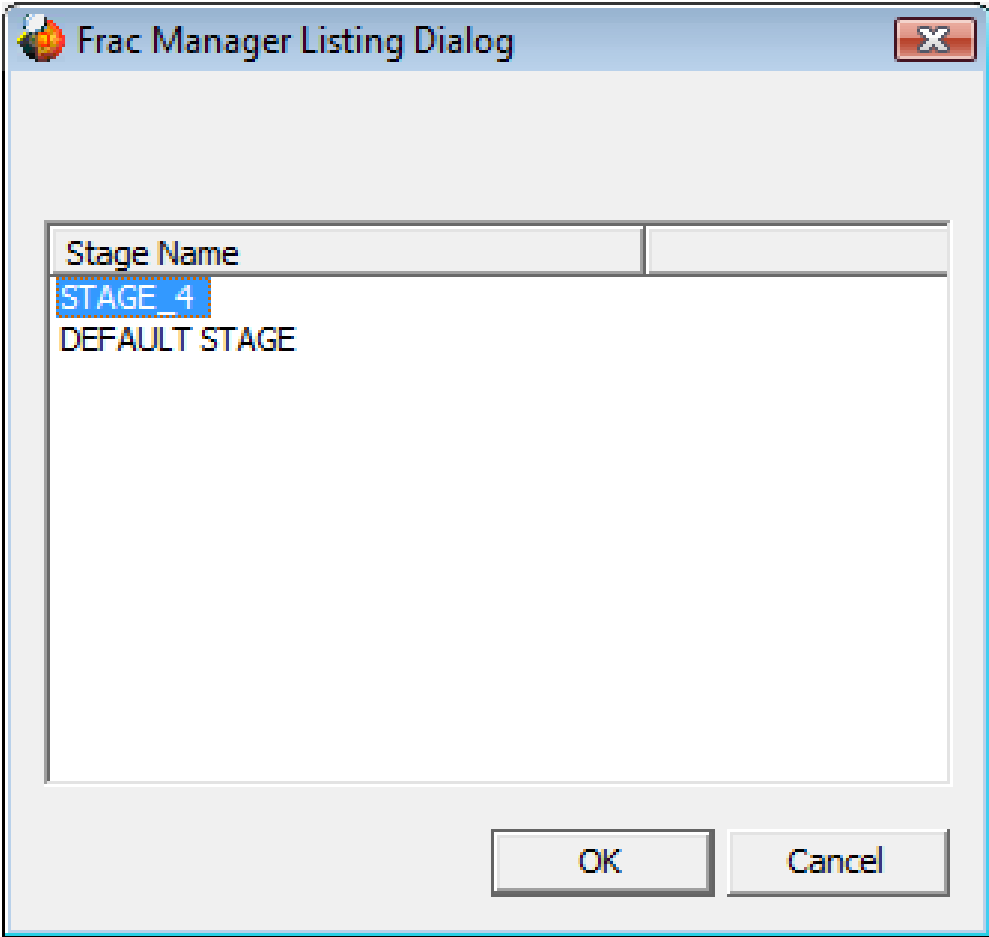 Frac Manager Listing Dialog
Stage Name
STAGE_4
DEFAULT STAGE
OK Cancel